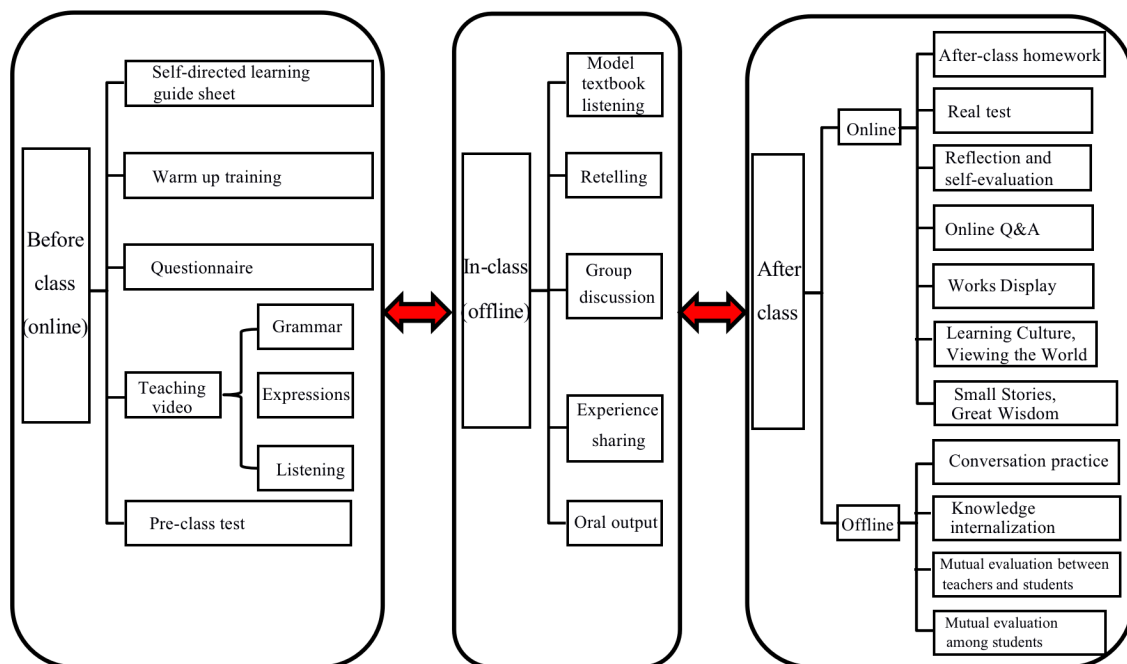 Before
class
(online)
Self-directed learning
guide sheet
Warm up training
Questionnaire
Teaching
video
Grammar
Expressions
Listening
Pre-class test
In-class
(offline)
Model
textbook
listening
Retelling
Group
discussion
Experience
sharing
Oral output
After
class
Online
After-class homework
Real test
Reflection and
self-evaluation
Online Q&A
Works Display
Learning Culture,
Viewing the World
Small Stories,
Great Wisdom
Offline
Conversation practice
Knowledge
internalization
Mutual evaluation between
teachers and students
Mutual evaluation
among students